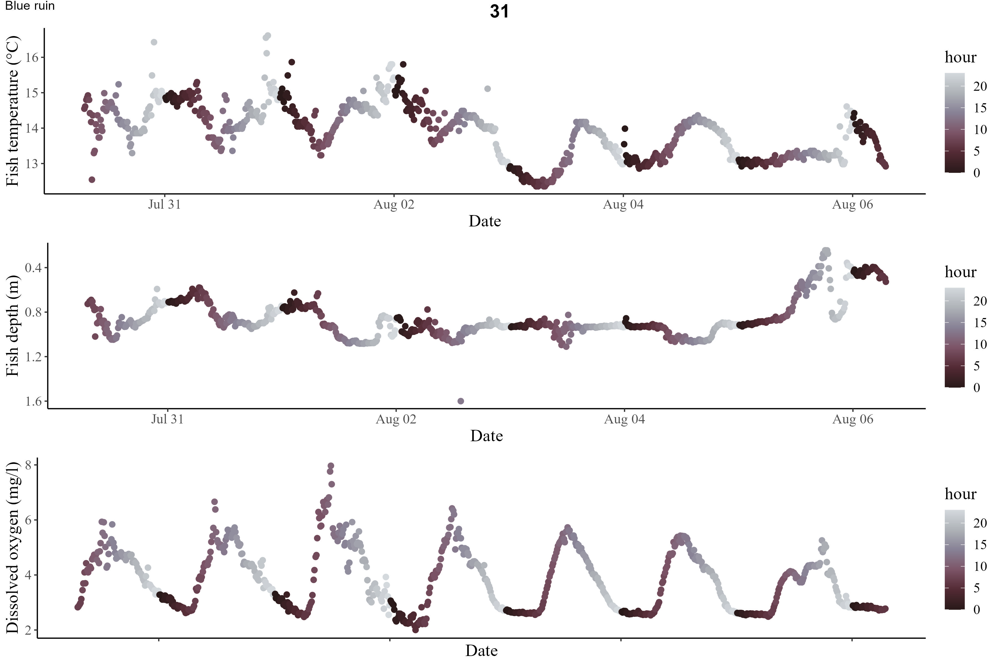 Blue ruin
31
Fish temperature (°C)
16
15
14
13
Jul 31 Aug 02 Aug 04 Aug 06
Date
hour
20
15
10
5
0
Fish depth (m)
0.4
0.8
1.2
1.6
Jul 31 Aug 02 Aug 04 Aug 06
Date
hour
20
15
10
5
0
Dissolved oxygen (mg/l)
8
6
4
2
Date
hour
20
15
10
5
0